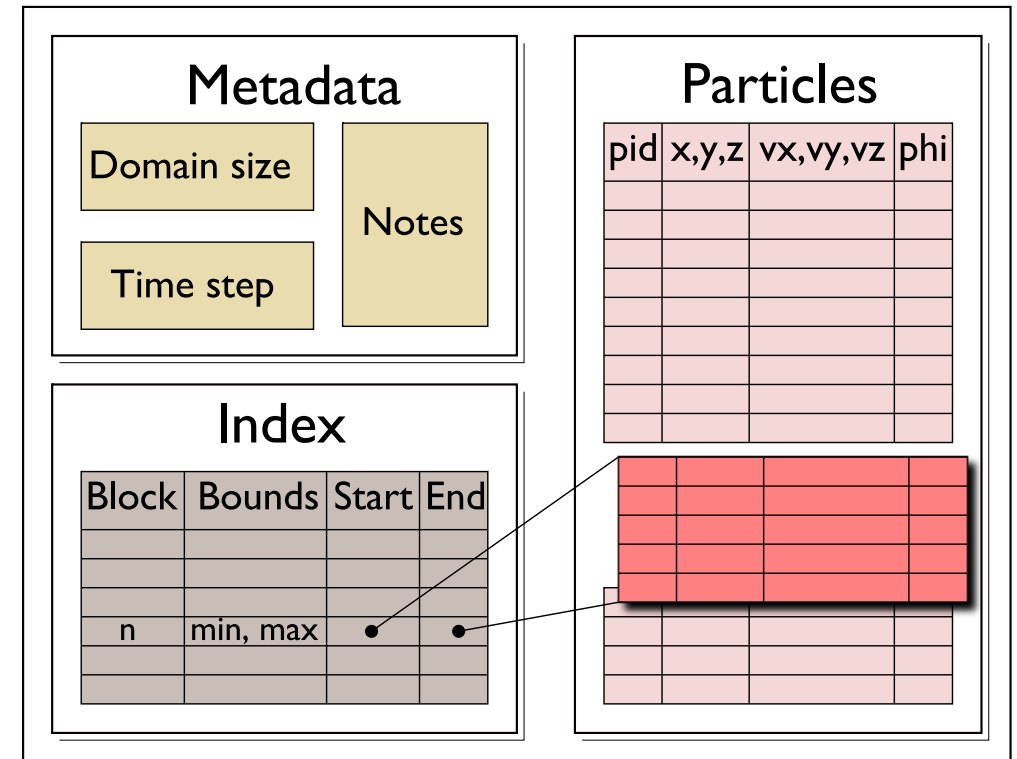 Metadata
Domain size
Time step
Notes
Index
Block Bounds Start End
n min, max
Particles
pid x,y,z vx,vy,vz phi